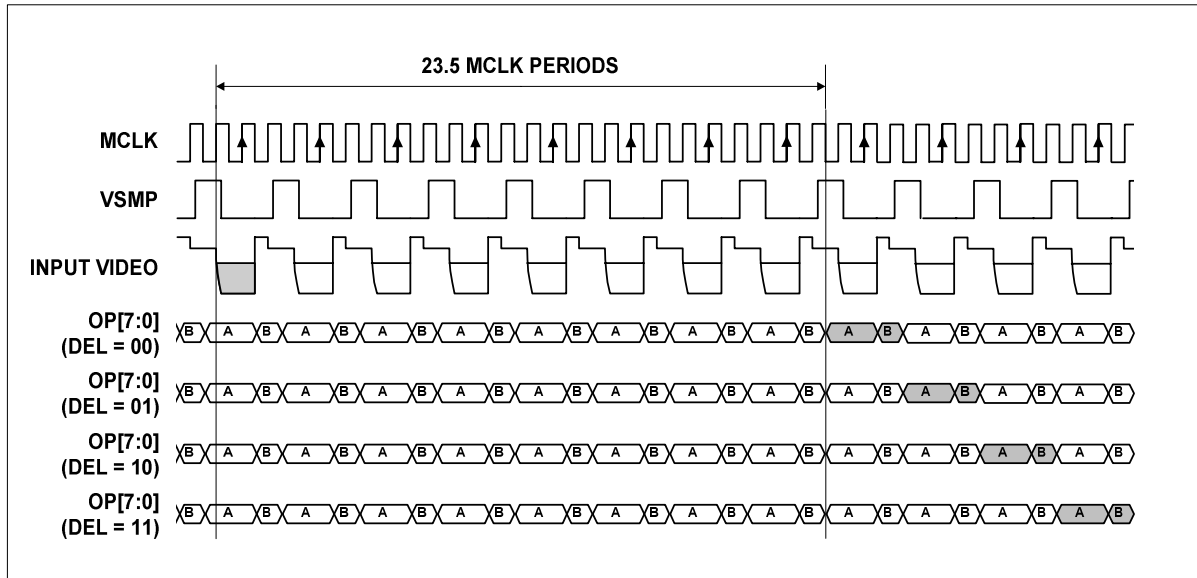 23.5 MCLK PERIODS
MCLK
VSMP
INPUT VIDEO
OP[7:0]
(DEL = 00)
B A B A B A B A B A B A B A B A B A B A B A B A B
OP[7:0]
(DEL = 01)
B A B A B A B A B A B A B A B A B A B A B A B A B
OP[7:0]
(DEL = 10)
B A B A B A B A B A B A B A B A B A B A B A B A B
OP[7:0]
(DEL = 11)
B A B A B A B A B A B A B A B A B A B A B A B A B